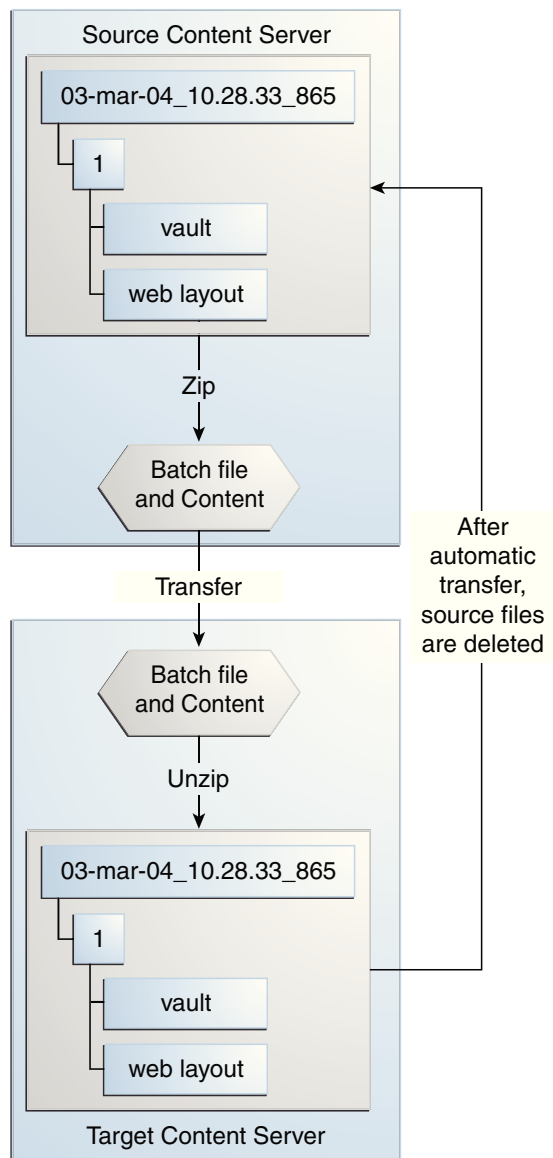 Source Content Server
03-mar-04_10.28.33_865
1
vault
web layout
Zip
Batch file
and Content
Transfer
After
automatic
transfer,
source files
are deleted
Batch file
and Content
Unzip
03-mar-04_10.28.33_865
1
vault
web layout
Target Content Server